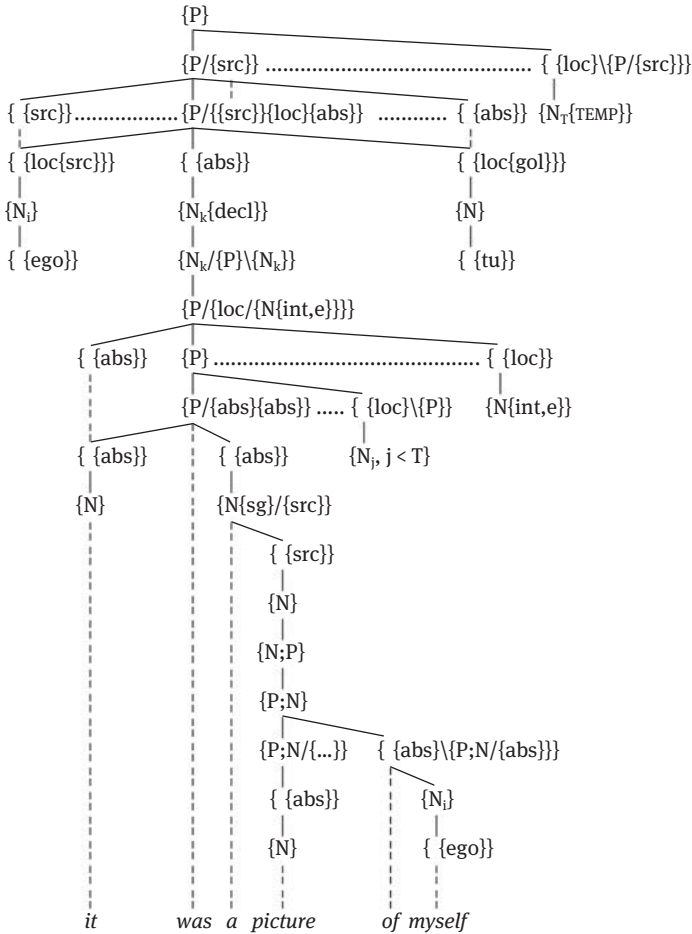 {P}
{P/{src}} ................................................ { {loc}\{P/{src}}}
{ {src}}.................{P/{{src}}{loc}{abs}} ............ { {abs}} {N_T{TEMP}}
{ {loc{src}}} { {abs}} { {loc{gol}}}
{N_i} {N_k{decl}} {N}
{ {ego}} {N_k/{P}\{N_k}} { {tu}}
{P/{loc/{N{int,e}}}}
{ {abs}} {P}................................................ { {loc}}
{P/{abs}{abs}} ..... { {loc}\{P}} {N{int,e}}
{ {abs}} { {abs}} {N_j, j < T}
{N} {N{sg}/{src}}
{ {src}}
{N}
{N;P}
{P;N}
{P;N/{...}} { {abs}\{P;N/{abs}}}
{ {abs}} {N_i}
{N} { {ego}}
it was a picture of myself